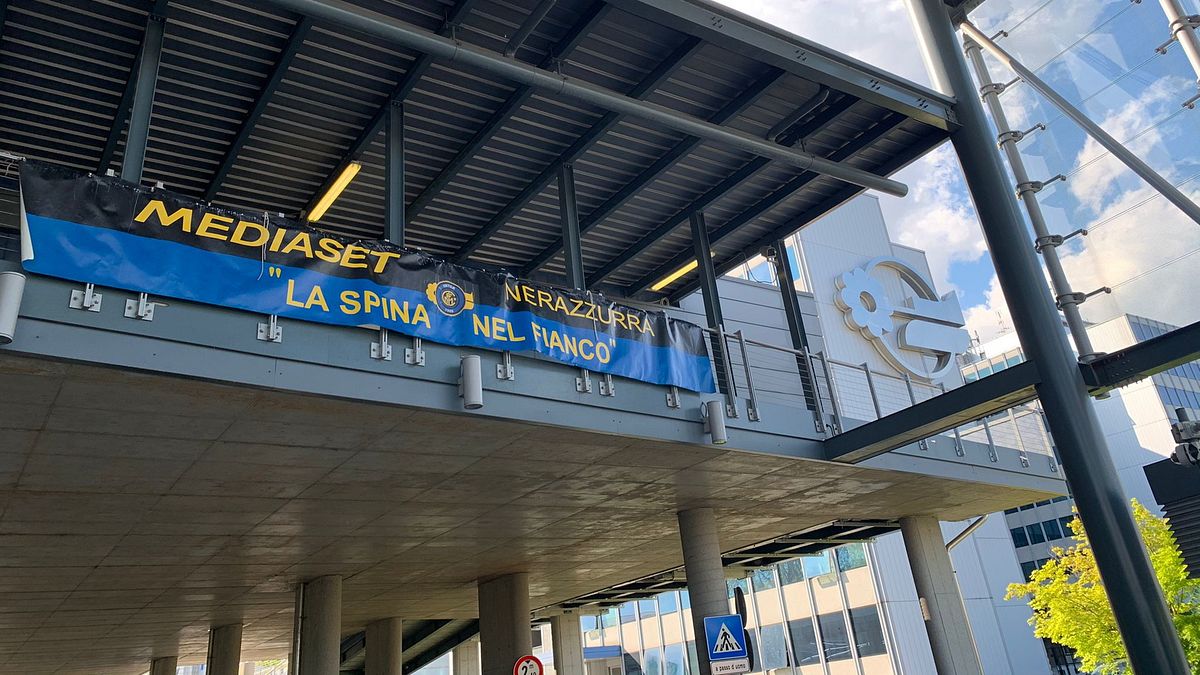 MEDIASET NERAZZURRA
"LA SPINA NEL FIANCO"
a passo d'uomo